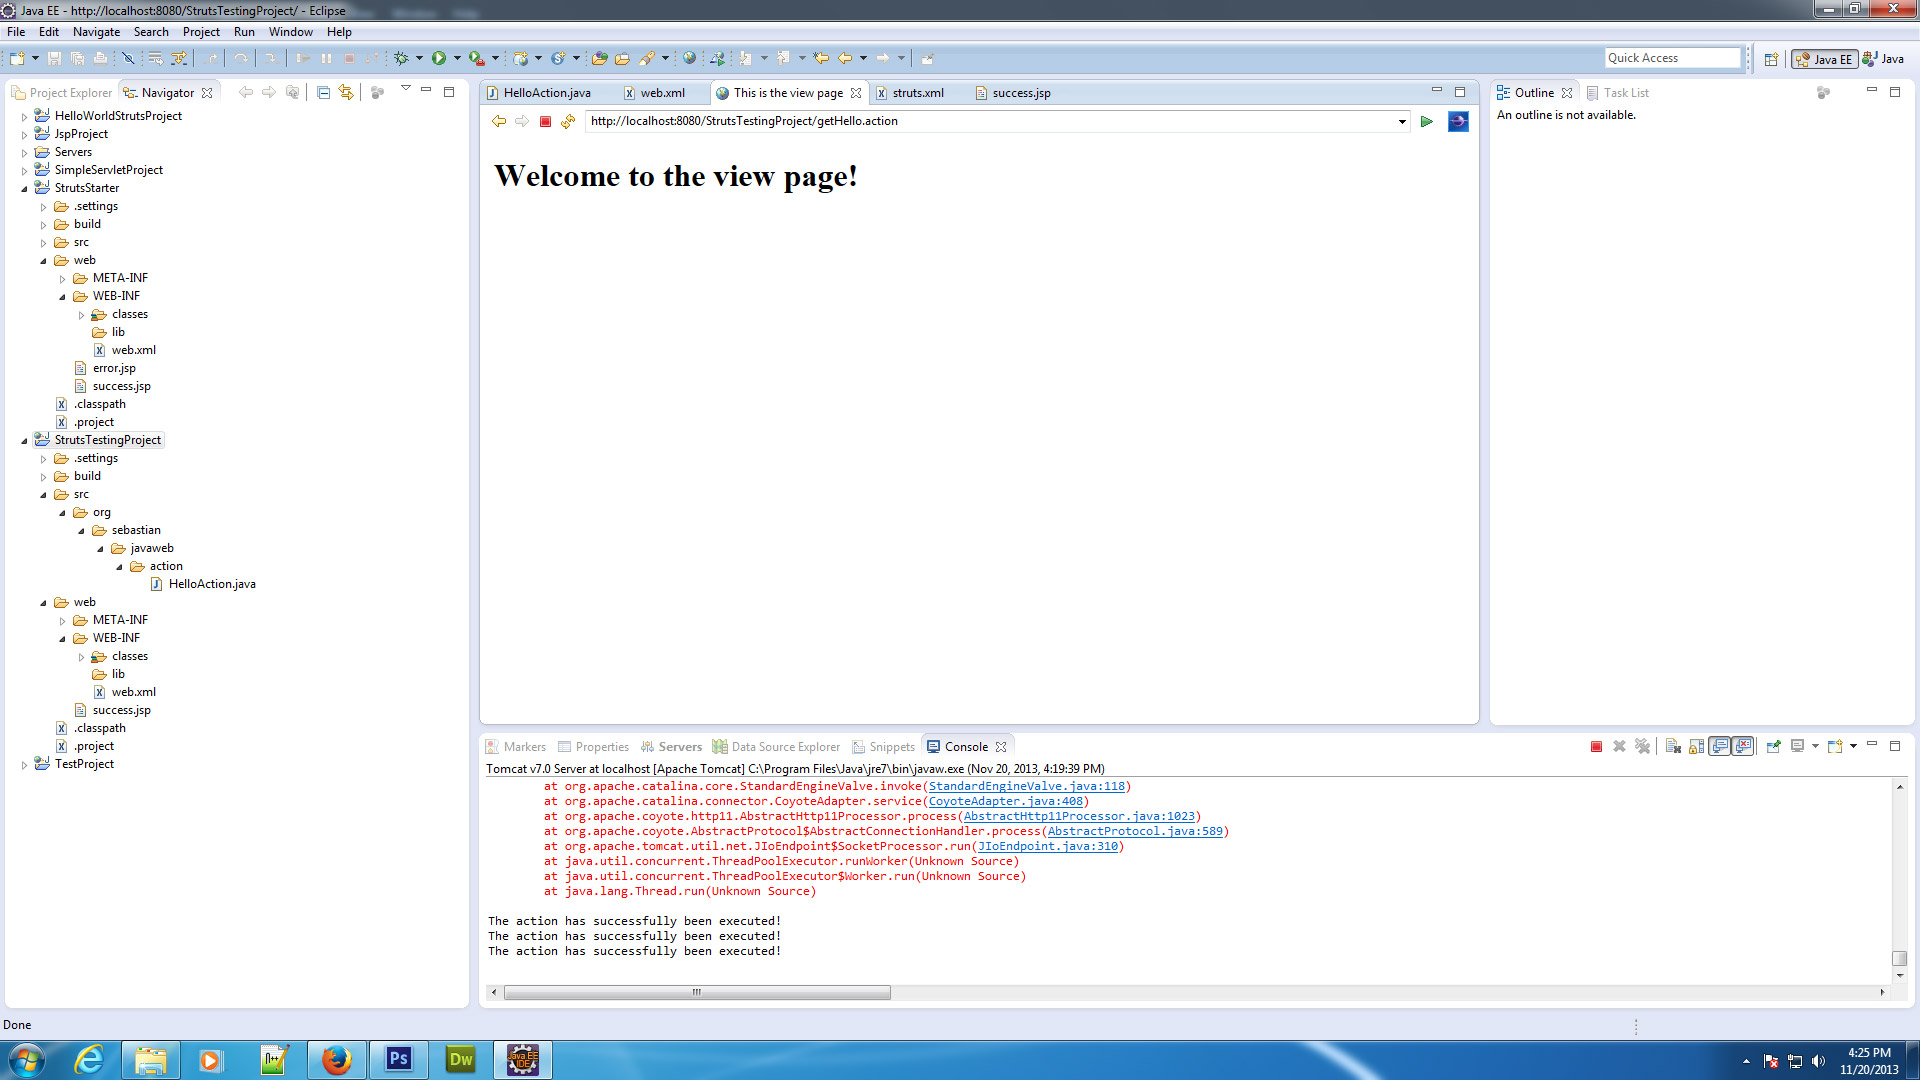 Java EE - http://localhost:8080/StrutsTestingProject/ - Eclipse
File Edit Navigate Search Project Run Window Help
Quick Access
Java EE
Java
Project Explorer
Navigator
HelloWorldStrutsProject
JspProject
Servers
SimpleServletProject
StrutsStarter
.settings
build
src
web
META-INF
WEB-INF
classes
lib
web.xml
error.jsp
success.jsp
.classpath
.project
StrutsTestingProject
.settings
build
src
org
sebastian
javaweb
action
HelloAction.java
web
META-INF
WEB-INF
classes
lib
web.xml
success.jsp
.classpath
.project
TestProject
HelloAction.java
web.xml
This is the view page
struts.xml
success.jsp
http://localhost:8080/StrutsTestingProject/getHello.action
Welcome to the view page!
Outline
Task List
An outline is not available.
Markers
Properties
Servers
Data Source Explorer
Snippets
Console
Tomcat v7.0 Server at localhost [Apache Tomcat] C:\Program Files\Java\jre7\bin\javaw.exe (Nov 20, 2013, 4:19:39 PM)
at org.apache.catalina.core.StandardEngineValve.invoke(StandardEngineValve.java:118)
at org.apache.catalina.connector.CoyoteAdapter.service(CoyoteAdapter.java:408)
at org.apache.coyote.http11.AbstractHttp11Processor.process(AbstractHttp11Processor.java:1023)
at org.apache.coyote.AbstractProtocol$AbstractConnectionHandler.process(AbstractProtocol.java:589)
at org.apache.tomcat.util.net.JIoEndpoint$SocketProcessor.run(JIoEndpoint.java:310)
at java.util.concurrent.ThreadPoolExecutor.runWorker(Unknown Source)
at java.util.concurrent.ThreadPoolExecutor$Worker.run(Unknown Source)
at java.lang.Thread.run(Unknown Source)
The action has successfully been executed!
The action has successfully been executed!
The action has successfully been executed!
Done
Ps
Dw
Java EE
IDE
4:25 PM
11/20/2013